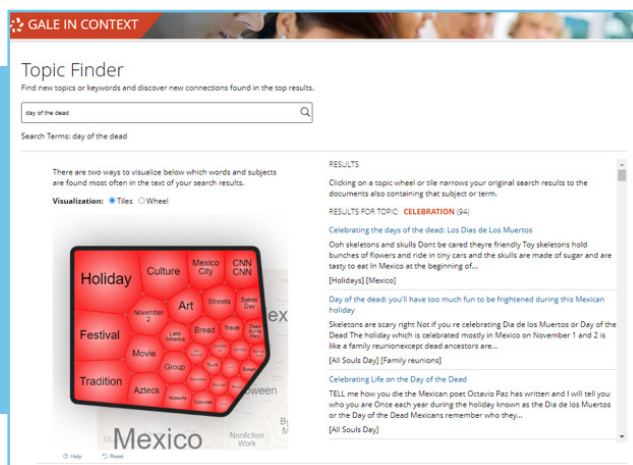 GALE IN CONTEXT
Topic Finder
Find new topics or keywords and discover new connections found in the top results.
day of the dead
Search Terms: day of the dead
There are two ways to visualize below which words and subjects
are found most often in the text of your search results.
Visualization: Tiles Wheel
Holiday
Culture
Mexico
City
CNN
CNN
November
2
Art
Streets
Saints
Day
Festival
Latin
America
Bread
Travel
Movie
Group
Tradition
Aztecs
Museums
Costumes
Mexico
Nonfiction
Work
Help
Reset
RESULTS
Clicking on a topic wheel or tile narrows your original search results to the
documents also containing that subject or term.
RESULTS FOR TOPIC: CELEBRATION (94)
Celebrating the days of the dead: Los Dias de Los Muertos
Ooh skeletons and skulls Dont be cared theyre friendly Toy skeletons hold
bunches of flowers and ride in tiny cars and the skulls are made of sugar and are
tasty to eat In Mexico at the beginning of...
[Holidays] [Mexico]
Day of the dead: you'll have too much fun to be frightened during this Mexican
holiday
Skeletons are scary right Not if you re celebrating Dia de los Muertos or Day of the
Dead The holiday which is celebrated mostly in Mexico on November 1 and 2 is
like a family reunionexcept dead ancestors are...
[All Souls Day] [Family reunions]
Celebrating Life on the Day of the Dead
TELL me how you die the Mexican poet Octavio Paz has written and I will tell you
who you are Once each year during the holiday known as the Dia de los Muertos
or the Day of the Dead Mexicans remember who they...
[All Souls Day]